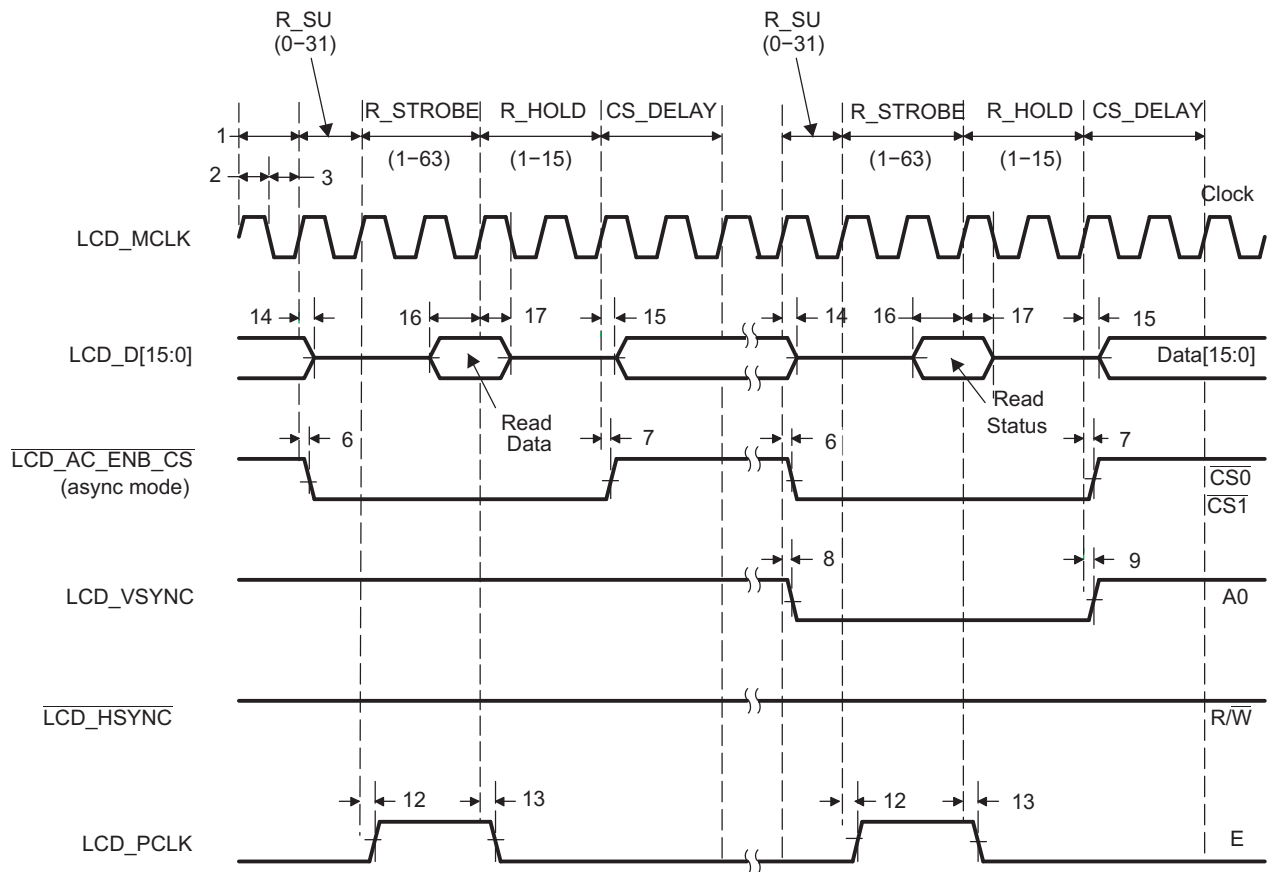 R_SU
(0−31)
R_SU
(0−31)
R_STROBE R_HOLD CS_DELAY R_STROBE R_HOLD CS_DELAY
1
(1−63) (1−15) (1−63) (1−15)
2 3
Clock
LCD_MCLK
14 16 17 15 14 16 17 15
LCD_D[15:0] Data[15:0]
Read
Data
Read
Status
6 7 6 7
LCD_AC_ENB_CS
(async mode)
CS0
CS1
8 9
LCD_VSYNC A0
LCD_HSYNC R/W
12 13 12 13
LCD_PCLK E